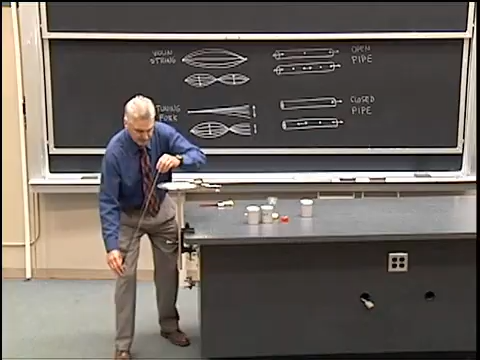 VIOLIN
STRING
OPEN
PIPE
TUNING
FORK
CLOSED
PIPE